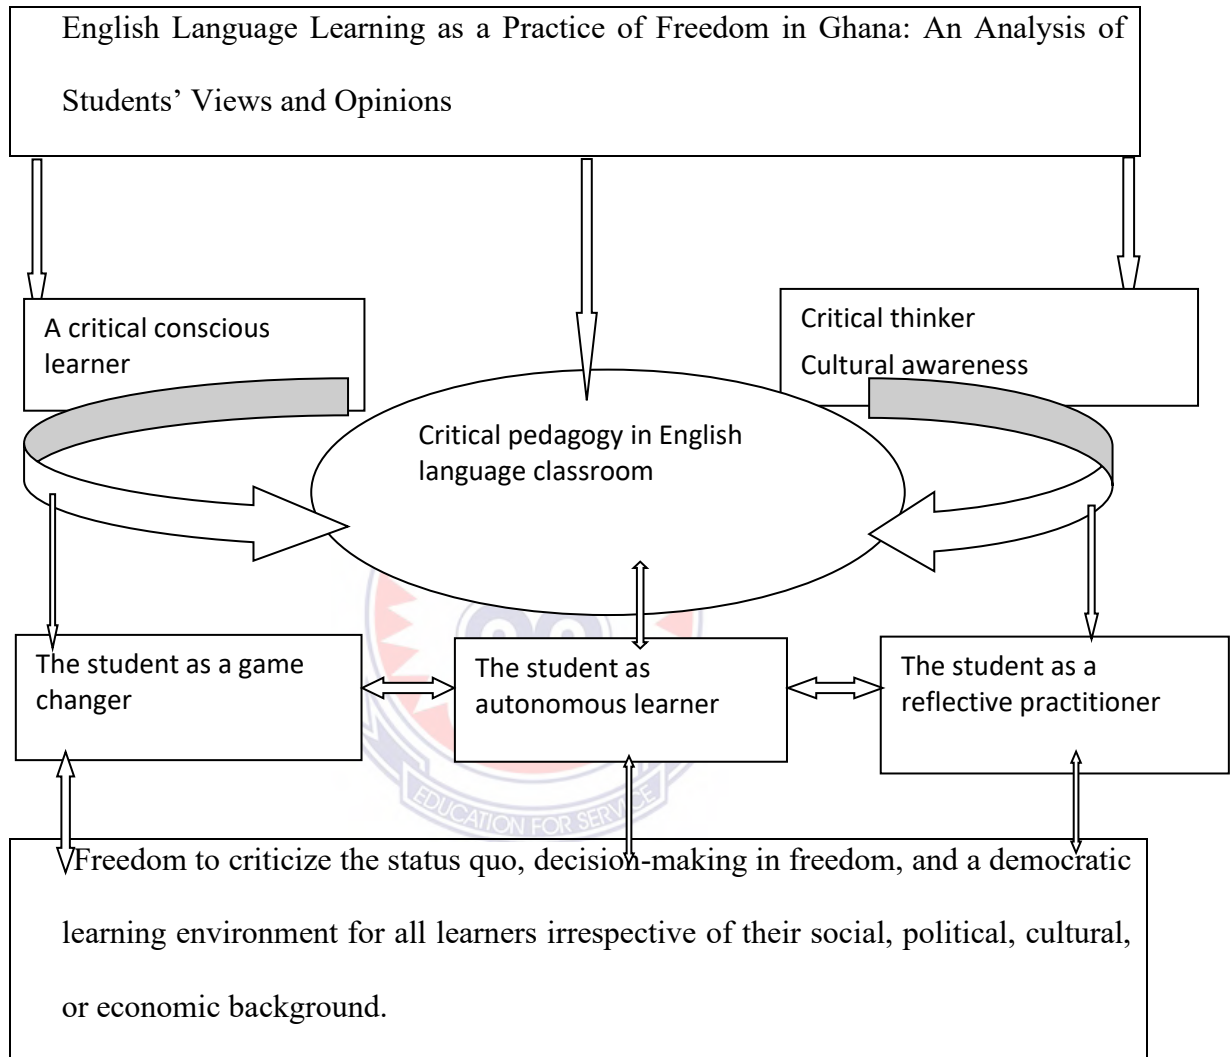 English Language Learning as a Practice of Freedom in Ghana: An Analysis of
Students’ Views and Opinions
A critical conscious
learner
Critical thinker
Cultural awareness
Critical pedagogy in English
language classroom
The student as a game
changer
The student as
autonomous learner
The student as a
reflective practitioner
EDUCATION FOR SERVICE
Freedom to criticize the status quo, decision-making in freedom, and a democratic
learning environment for all learners irrespective of their social, political, cultural,
or economic background.